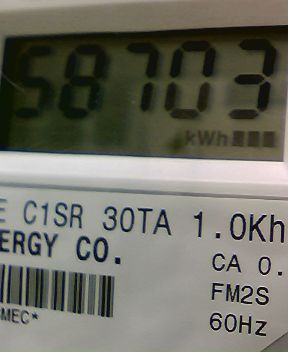 58703
kWh
E C1SR 30TA 1.0Kh
ERGY CO.
CA 0.
FM2S
MEC*
60Hz